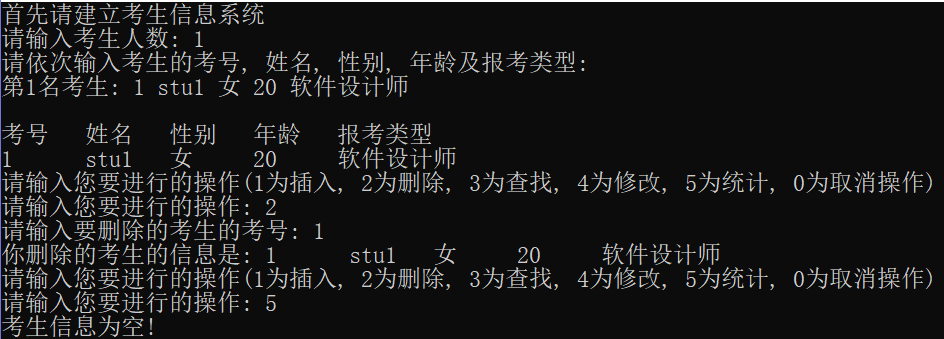 首先请建立考生信息系统
请输入考生人数: 1
请依次输入考生的考号, 姓名, 性别, 年龄及报考类型:
第1名考生: 1 stu1 女 20 软件设计师
考号 姓名 性别 年龄 报考类型
1 stu1 女 20 软件设计师
请输入您要进行的操作(1为插入, 2为删除, 3为查找, 4为修改, 5为统计, 0为取消操作)
请输入您要进行的操作: 2
请输入要删除的考生的考号: 1
你删除的考生的信息是: 1 stu1 女 20 软件设计师
请输入您要进行的操作(1为插入, 2为删除, 3为查找, 4为修改, 5为统计, 0为取消操作)
请输入您要进行的操作: 5
考生信息为空!